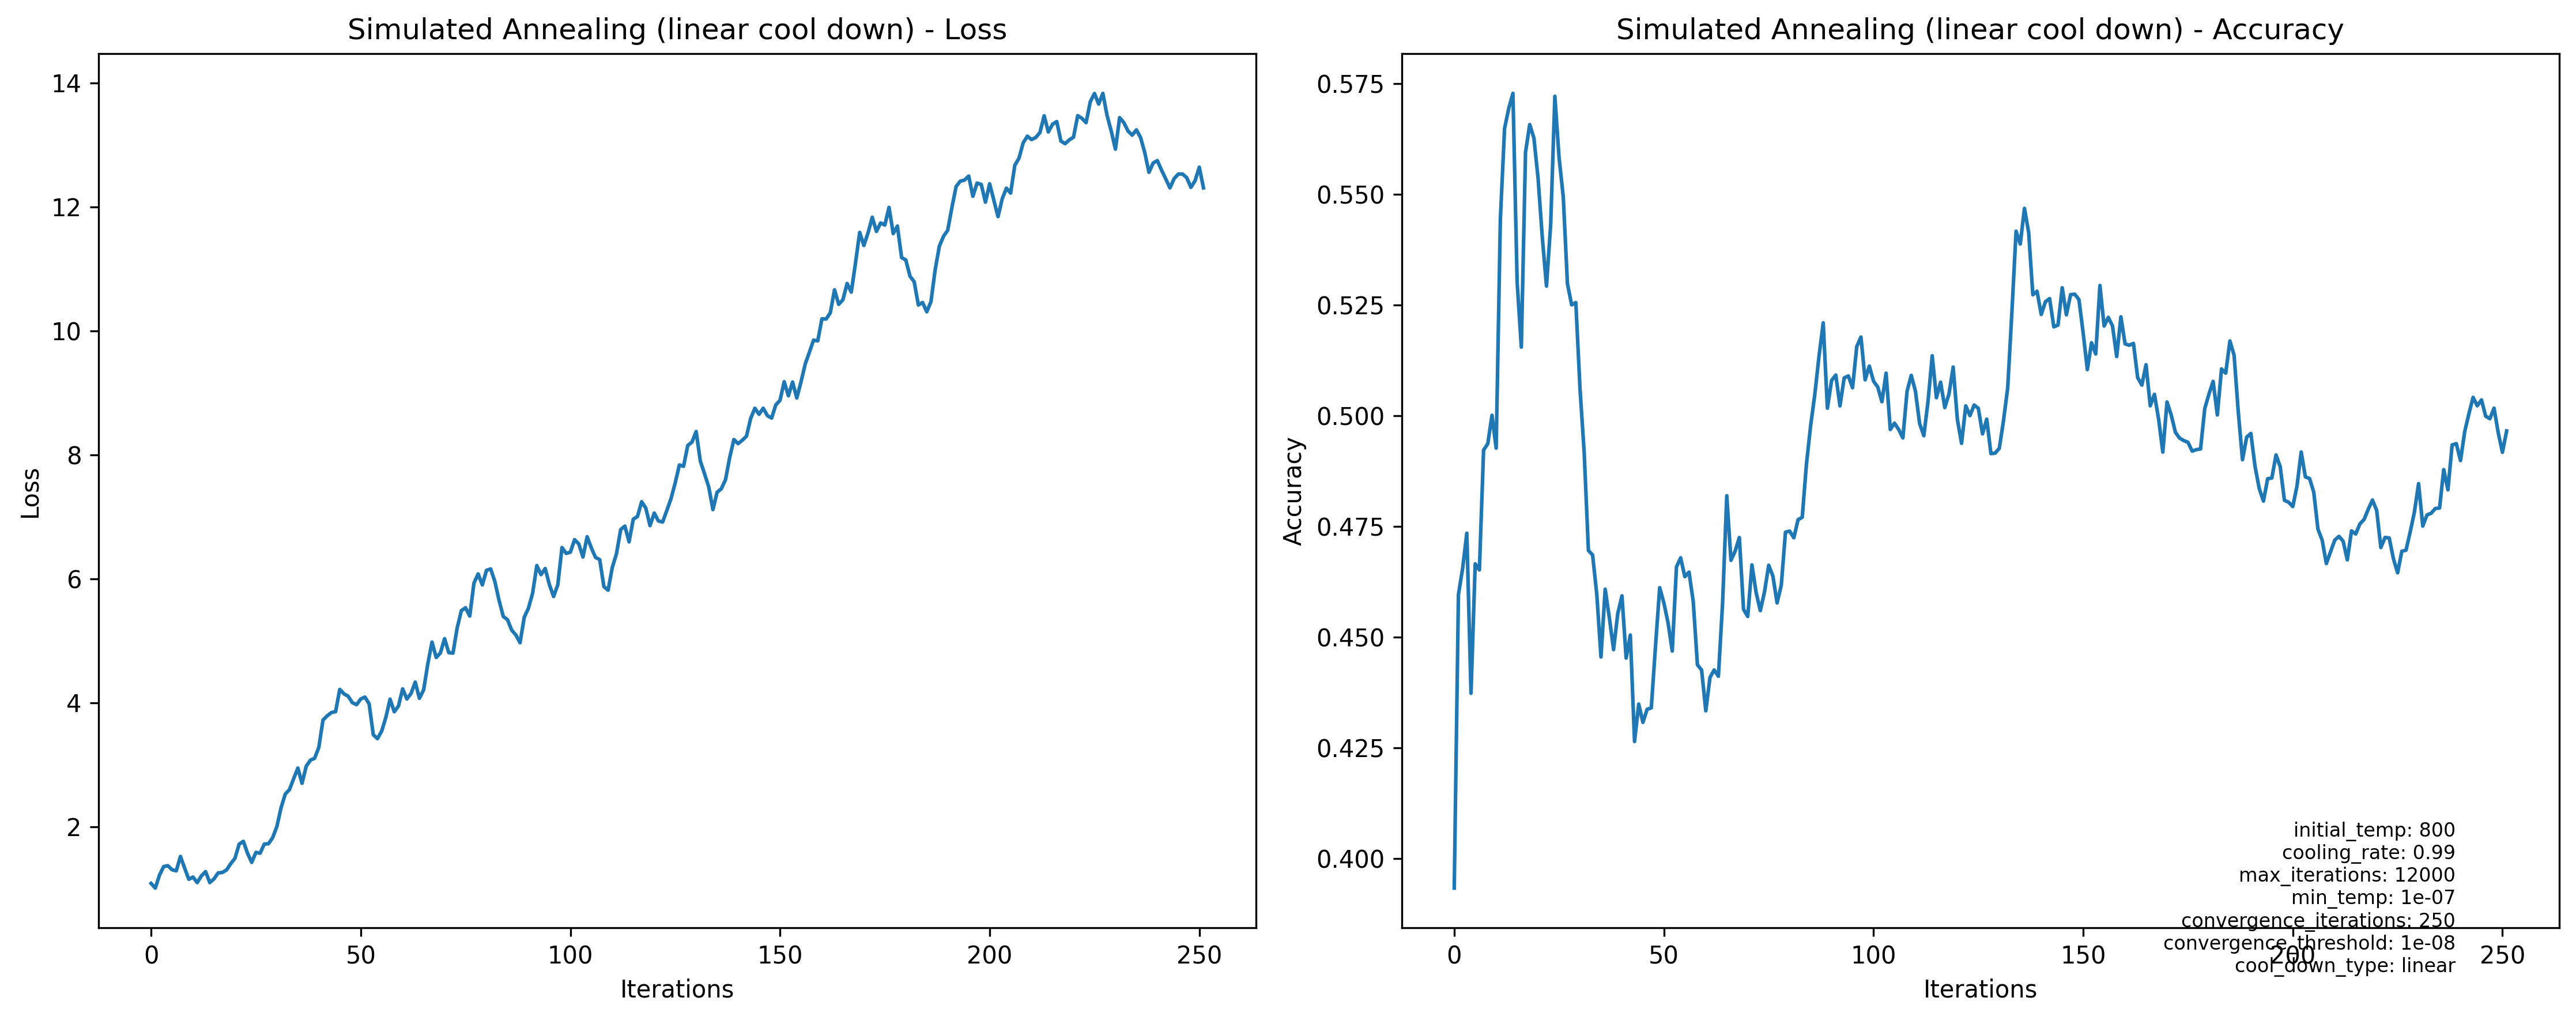 Simulated Annealing (linear cool down) - Loss
14
12
10
8
6
4
2
Loss
0 50 100 150 200 250
Iterations
Simulated Annealing (linear cool down) - Accuracy
0.575
0.550
0.525
0.500
0.475
0.450
0.425
0.400
Accuracy
initial_temp: 800
cooling_rate: 0.99
max_iterations: 12000
min_temp: 1e-07
convergence_iterations: 250
convergence_threshold: 1e-08
cool_down_type: linear
0 50 100 150 200 250
Iterations